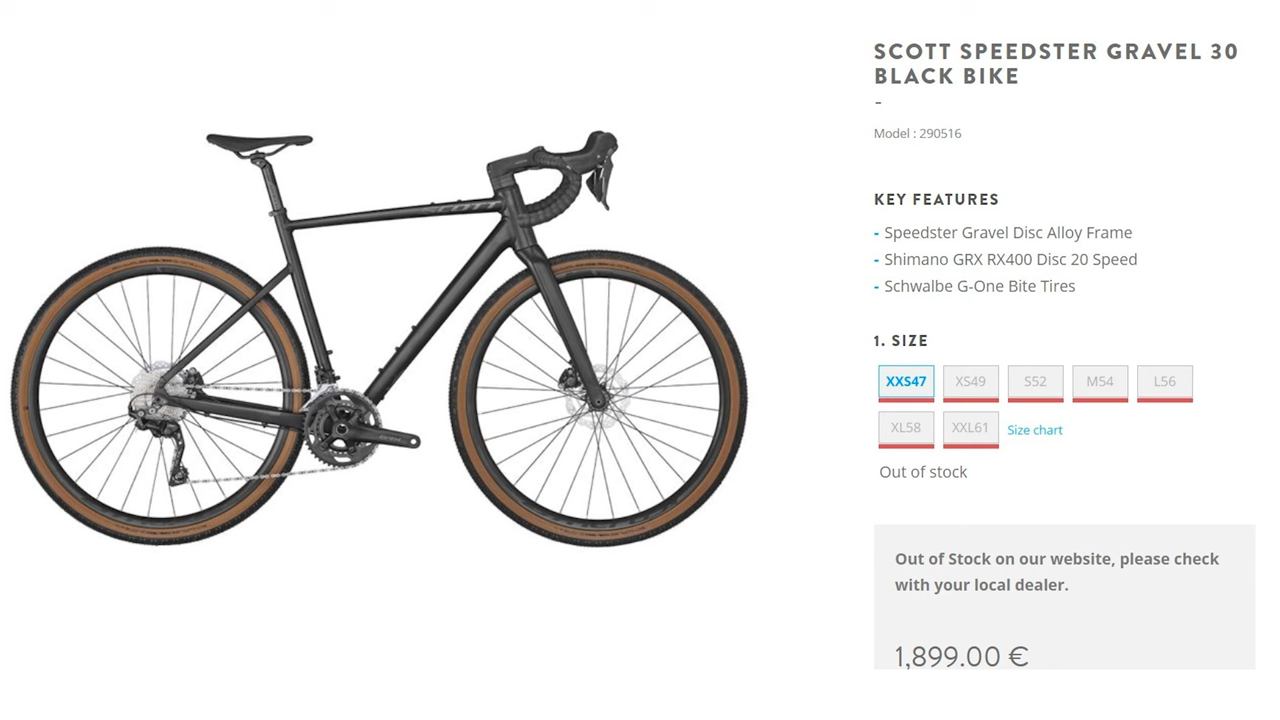 SCOTT SPEEDSTER GRAVEL 30
BLACK BIKE
-
Model : 290516
KEY FEATURES
- Speedster Gravel Disc Alloy Frame
- Shimano GRX RX400 Disc 20 Speed
- Schwalbe G-One Bite Tires
1. SIZE
XXS47 XS49 S52 M54 L56
XL58 XXL61 Size chart
Out of stock
Out of Stock on our website, please check
with your local dealer.
1,899.00 €
SCOTT